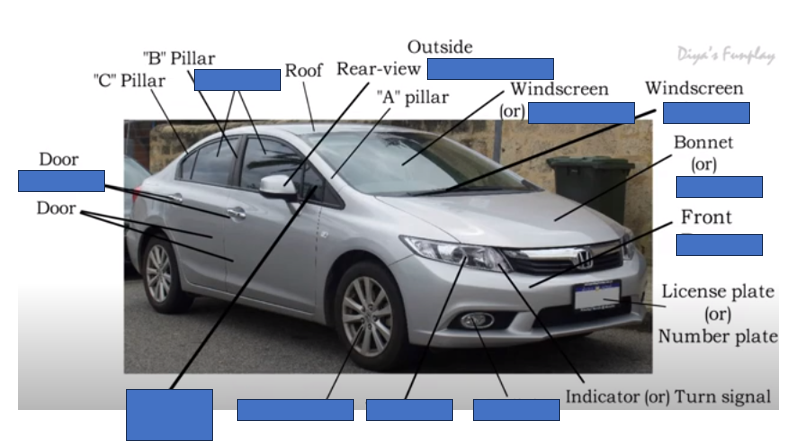 Diya's Funplay
Outside
"B" Pillar
"C" Pillar
Roof
Rear-view
"A" pillar
Windscreen
(or)
Windscreen
Bonnet
(or)
Door
Door
Front
License plate
(or)
Number plate
Indicator (or) Turn signal